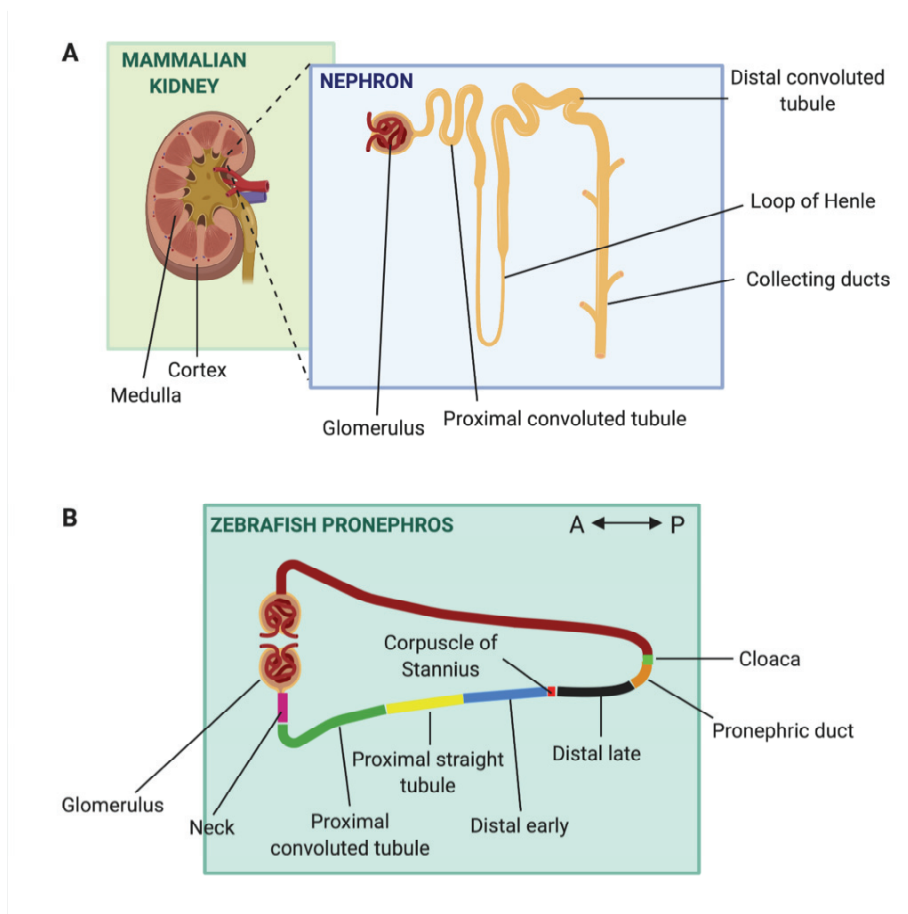 A
MAMMALIAN
KIDNEY
NEPHRON
Distal convoluted
tubule
Loop of Henle
Collecting ducts
Cortex
Medulla
Glomerulus
Proximal convoluted tubule
B
ZEBRAFISH PRONEPHROS
A
P
Corpuscle of
Stannius
Cloaca
Pronephric duct
Distal late
Proximal straight
tubule
Glomerulus
Neck
Proximal
convoluted tubule
Distal early